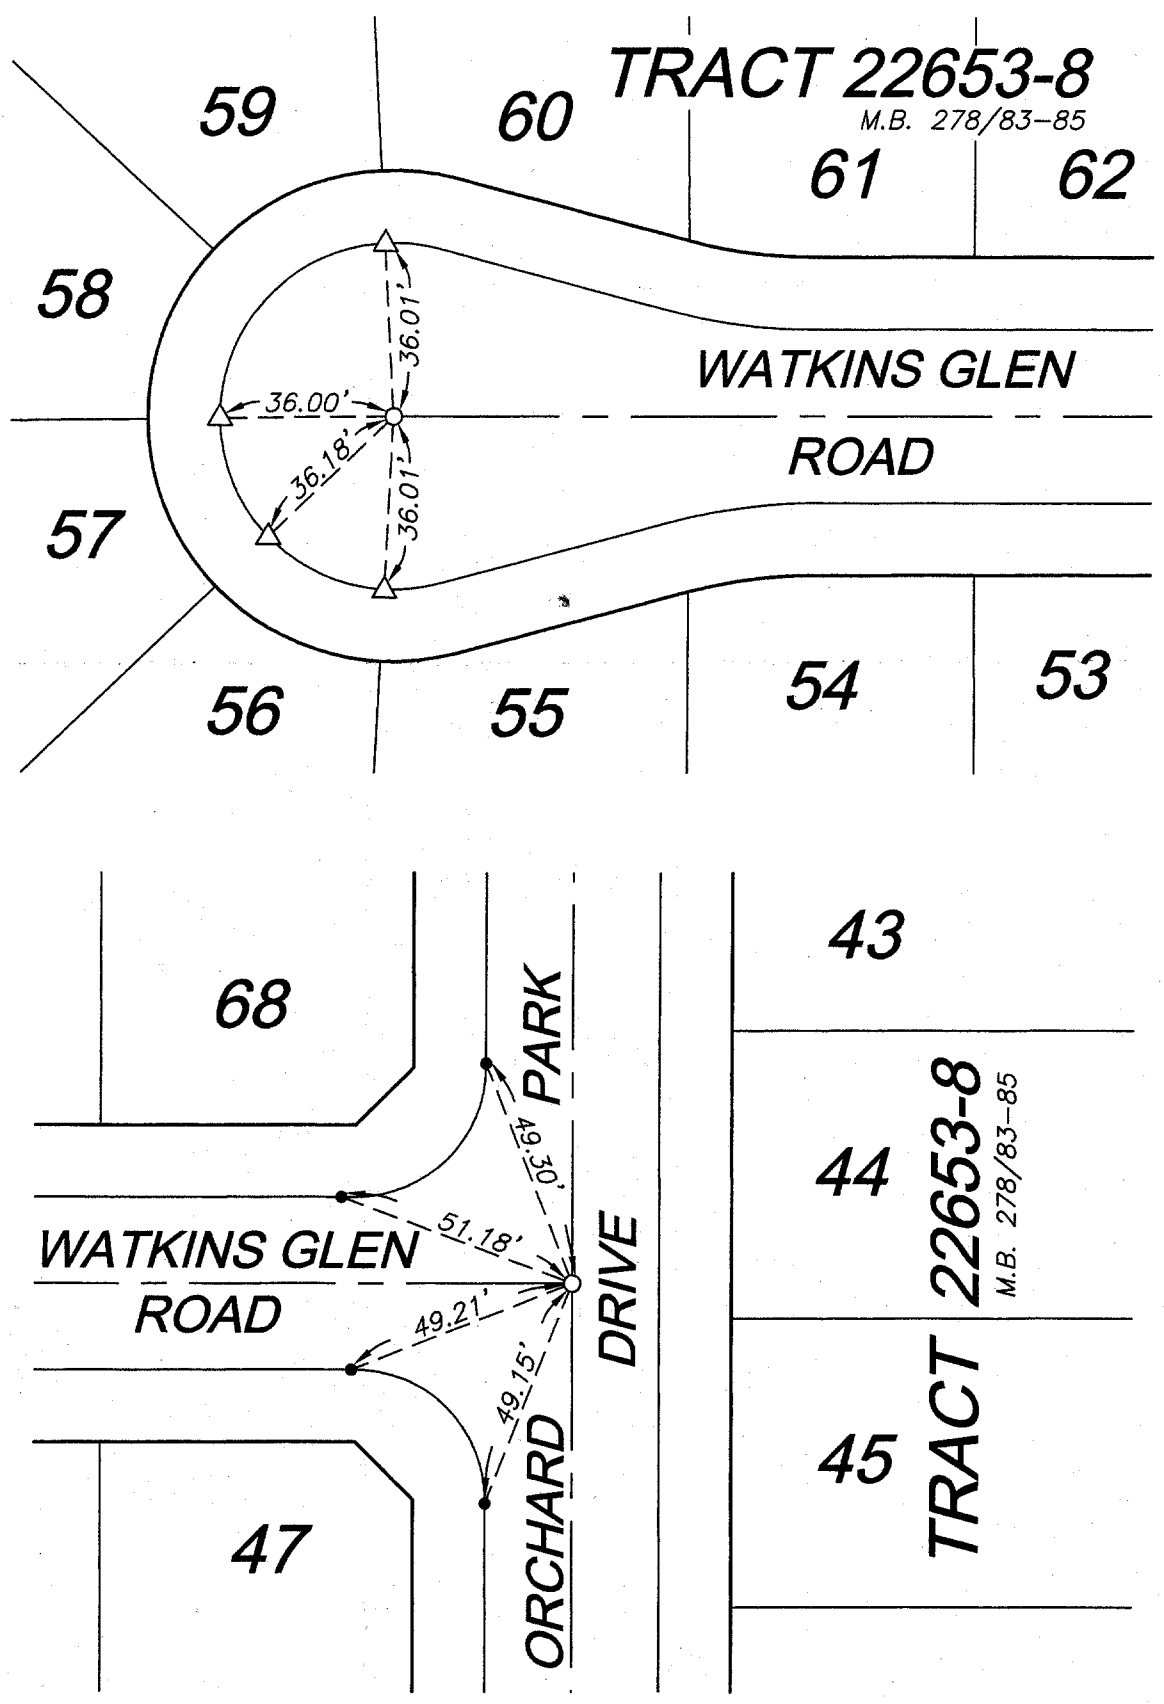 TRACT 22653-8
M.B. 278/83-85
59
60
61
62
58
36.01'
WATKINS GLEN
ROAD
36.00'
36.18'
36.01'
57
56
55
54
53
43
68
PARK
49.30'
44
TRACT 22653-8
M.B. 278/83-85
51.18'
WATKINS GLEN
ROAD
DRIVE
49.21'
49.15'
ORCHARD
45
47